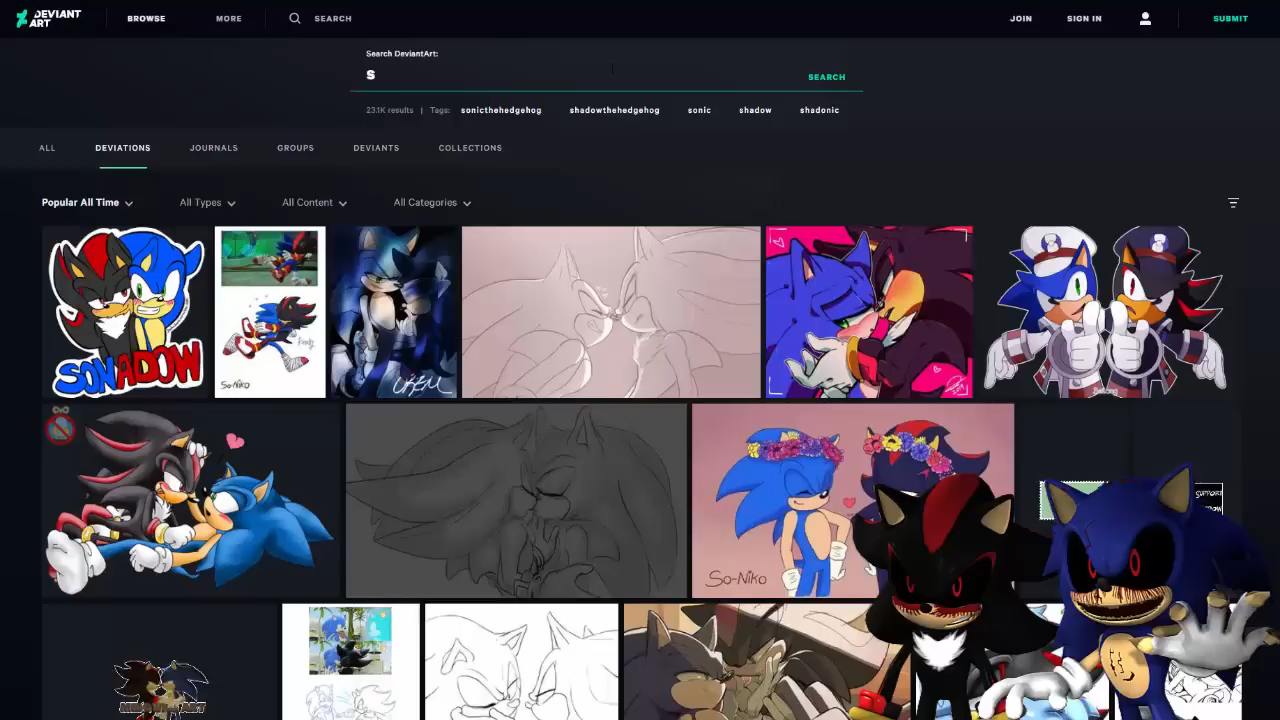 DEVIANT ART
BROWSE
MORE
SEARCH
JOIN
SIGN IN
SUBMIT
Search DeviantArt:
s
SEARCH
23.1K results | Tags: sonicthehedgehog shadowthehedgehog sonic shadow shadonic
ALL
DEVIATIONS
JOURNALS
GROUPS
DEVIANTS
COLLECTIONS
Popular All Time
All Types
All Content
All Categories
SONADOW
So-Niko
So-Niko
SUPPORT